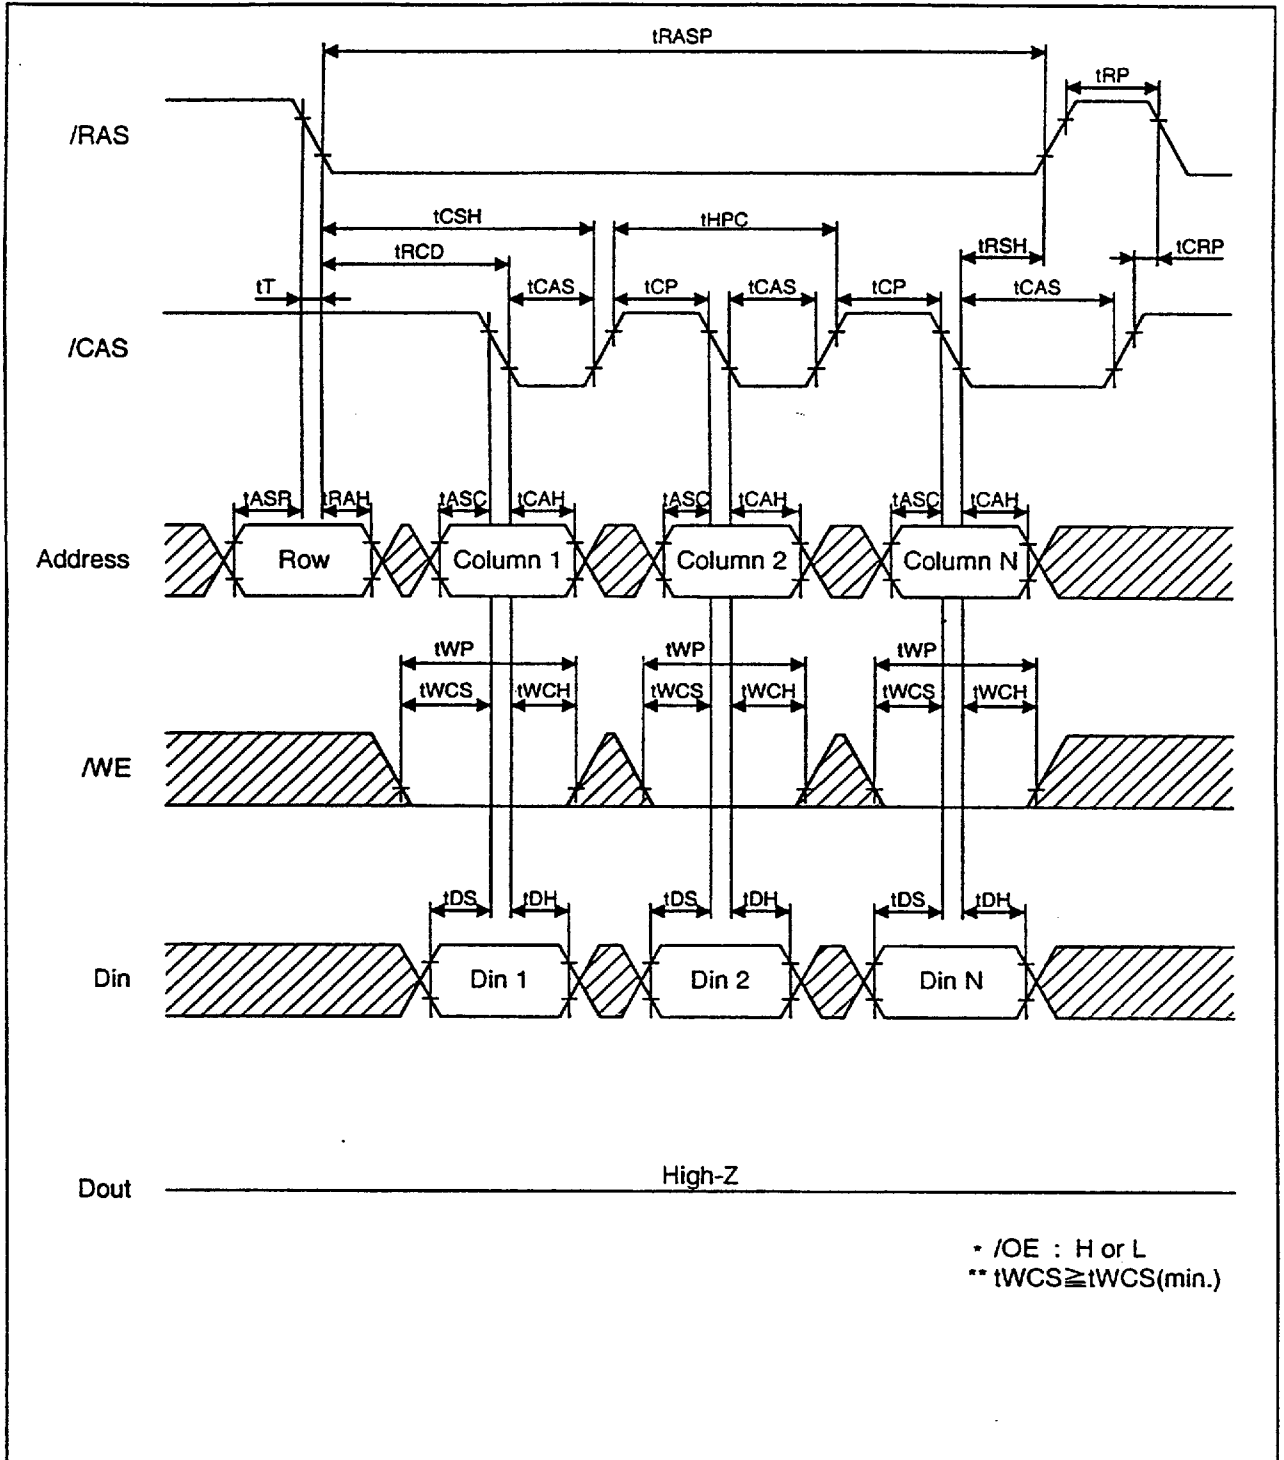 tRASP
tRP
/RAS
tCSH
tHPC
tRCD
tRSH
tCRP
tT
tCAS
tCP
tCAS
tCP
tCAS
/CAS
tASR
tRAH
tASC
tCAH
tASC
tCAH
tASC
tCAH
Address
Row
Column 1
Column 2
Column N
tWP
tWP
tWP
tWCS
tWCH
tWCS
tWCH
tWCS
tWCH
/WE
tDS
tDH
tDS
tDH
tDS
tDH
Din
Din 1
Din 2
Din N
High-Z
Dout
* /OE : H or L
** tWCS≧tWCS(min.)